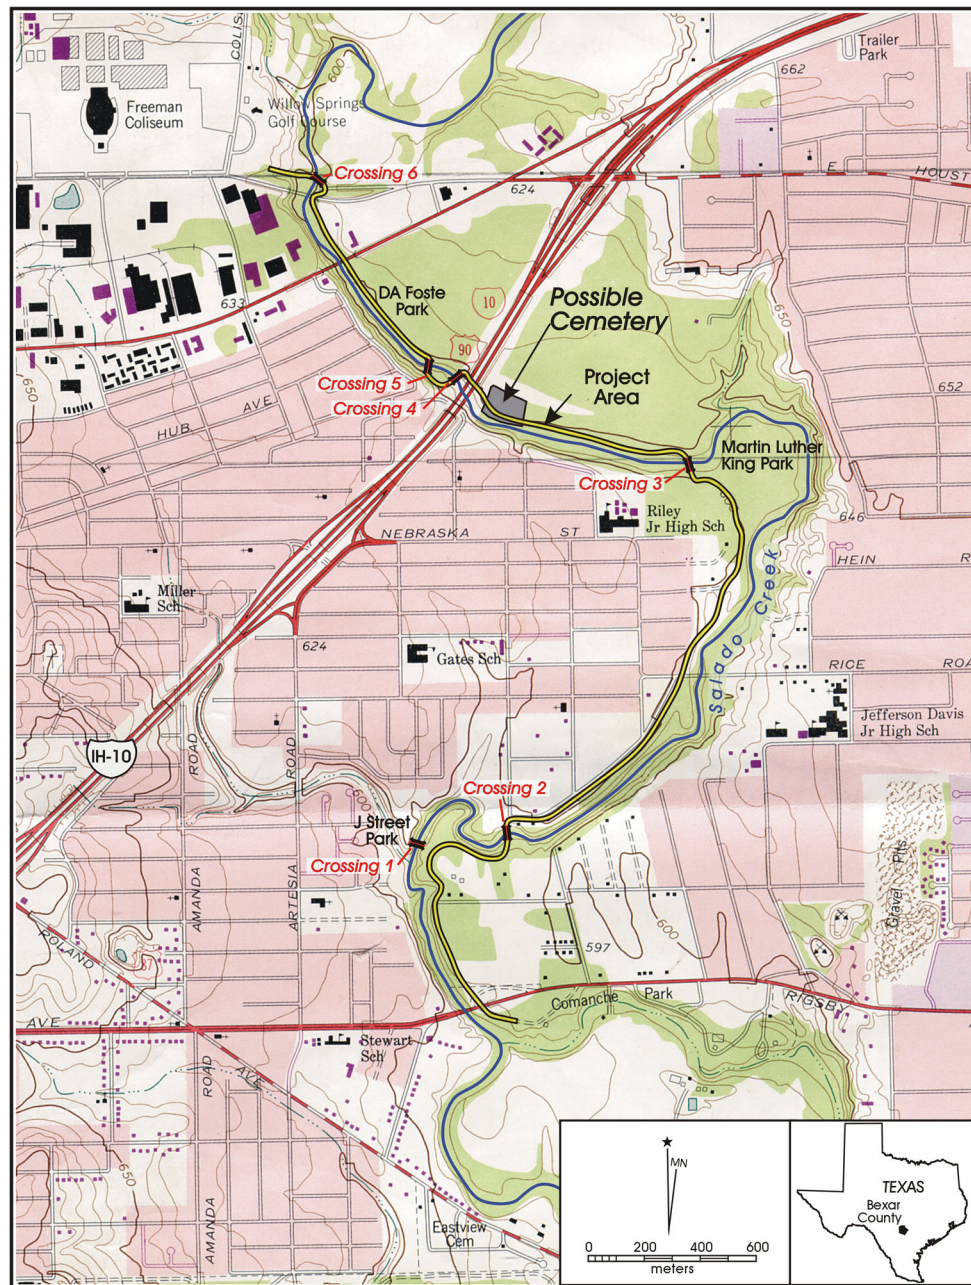 COLISE
Trailer
Park
662
600
Willow Springs
Golf Course
Freeman
Coliseum
Crossing 6
E
HOUST
624
650
DA Foste
Park
10
Possible
Cemetery
633
90
652
Crossing 5
Project
Area
Crossing 4
650
HUB AVE
Martin Luther
King Park
Crossing 3
Riley
Jr High Sch
646
NEBRASKA ST
HEIN R
Salado Creek
Miller
Sch
624
Gates Sch
RICE ROA
Jefferson Davis
Jr High Sch
ROAD
ROAD
IH-10
600
Crossing 2
J Street
Park
Crossing 1
Gravel Pits
AMANDA
ARTESIA
ROLAND
597
600
Comanche Park
RIGSBY
AVE
Stewart
Sch
ROAD
AVE
650
MN
TEXAS
Bexar
County
AMANDA
Eastview
Cem
0 200 400 600
meters